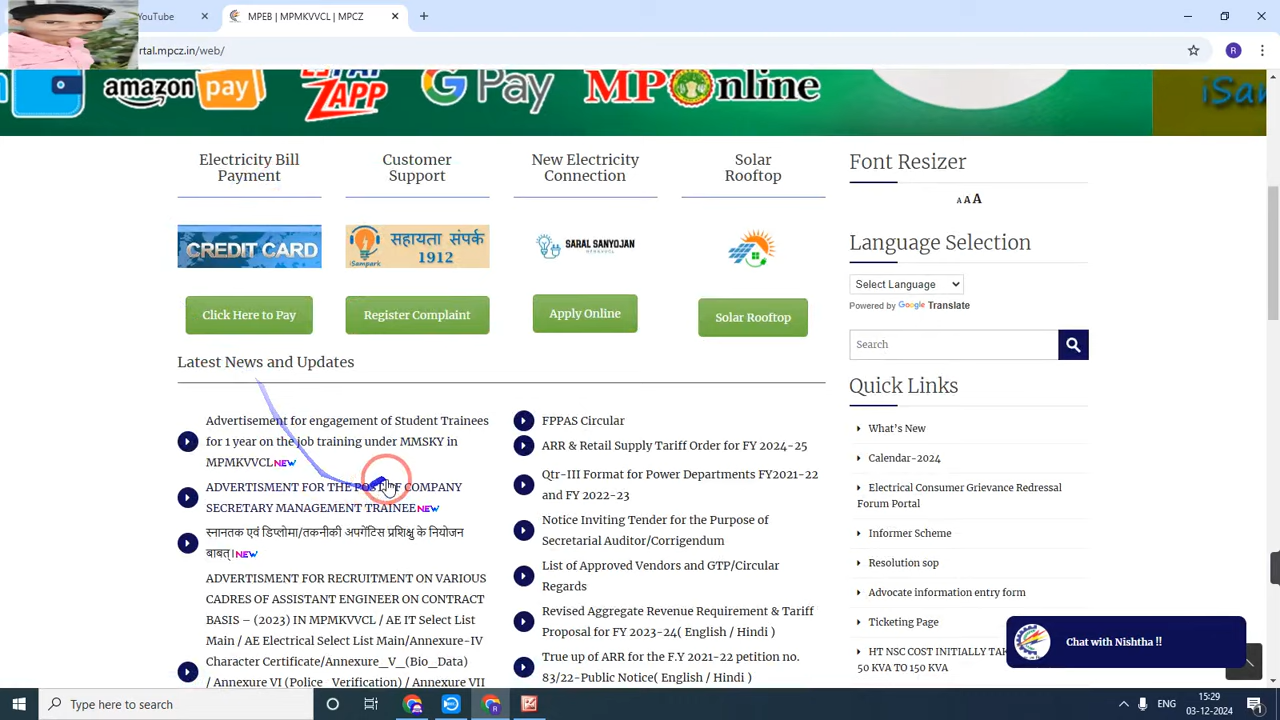 YouTube
MPEB | MPMKVVCL | MPCZ
rtal.mpcz.in/web/
R
amazon pay
ZAPP
G Pay
MPOnline
iSam
Electricity Bill
Payment
Customer
Support
New Electricity
Connection
Solar
Rooftop
CREDIT CARD
सहायता संपर्क
1912
iSampark
SARAL SANYOJAN
Click Here to Pay
Register Complaint
Apply Online
Solar Rooftop
Latest News and Updates
Advertisement for engagement of Student Trainees
for 1 year on the job training under MMSKY in
MPMKVVCL NEW
ADVERTISMENT FOR THE POST OF COMPANY
SECRETARY MANAGEMENT TRAINEE NEW
स्नानतक एवं डिप्लोमा/तकनीकी अपगेंटिस प्रशिक्षु के नियोजन
बाबत्। NEW
ADVERTISMENT FOR RECRUITMENT ON VARIOUS
CADRES OF ASSISTANT ENGINEER ON CONTRACT
BASIS – (2023) IN MPMKVVCL / AE IT Select List
Main / AE Electrical Select List Main/Annexure-IV
Character Certificate/Annexure_V_(Bio_Data)
/ Annexure VI (Police_Verification) / Annexure VII
FPPAS Circular
ARR & Retail Supply Tariff Order for FY 2024-25
Qtr-III Format for Power Departments FY2021-22
and FY 2022-23
Notice Inviting Tender for the Purpose of
Secretarial Auditor/Corrigendum
List of Approved Vendors and GTP/Circular
Regards
Revised Aggregate Revenue Requirement & Tariff
Proposal for FY 2023-24( English / Hindi )
True up of ARR for the F.Y 2021-22 petition no.
83/22-Public Notice( English / Hindi )
Font Resizer
A A A
Language Selection
Select Language
Powered by Google Translate
Search
Quick Links
What's New
Calendar-2024
Electrical Consumer Grievance Redressal
Forum Portal
Informer Scheme
Resolution sop
Advocate information entry form
Ticketing Page
HT NSC COST INITIALLY TA
50 KVA TO 150 KVA
Chat with Nishtha !!
Type here to search
15:29
03-12-2024